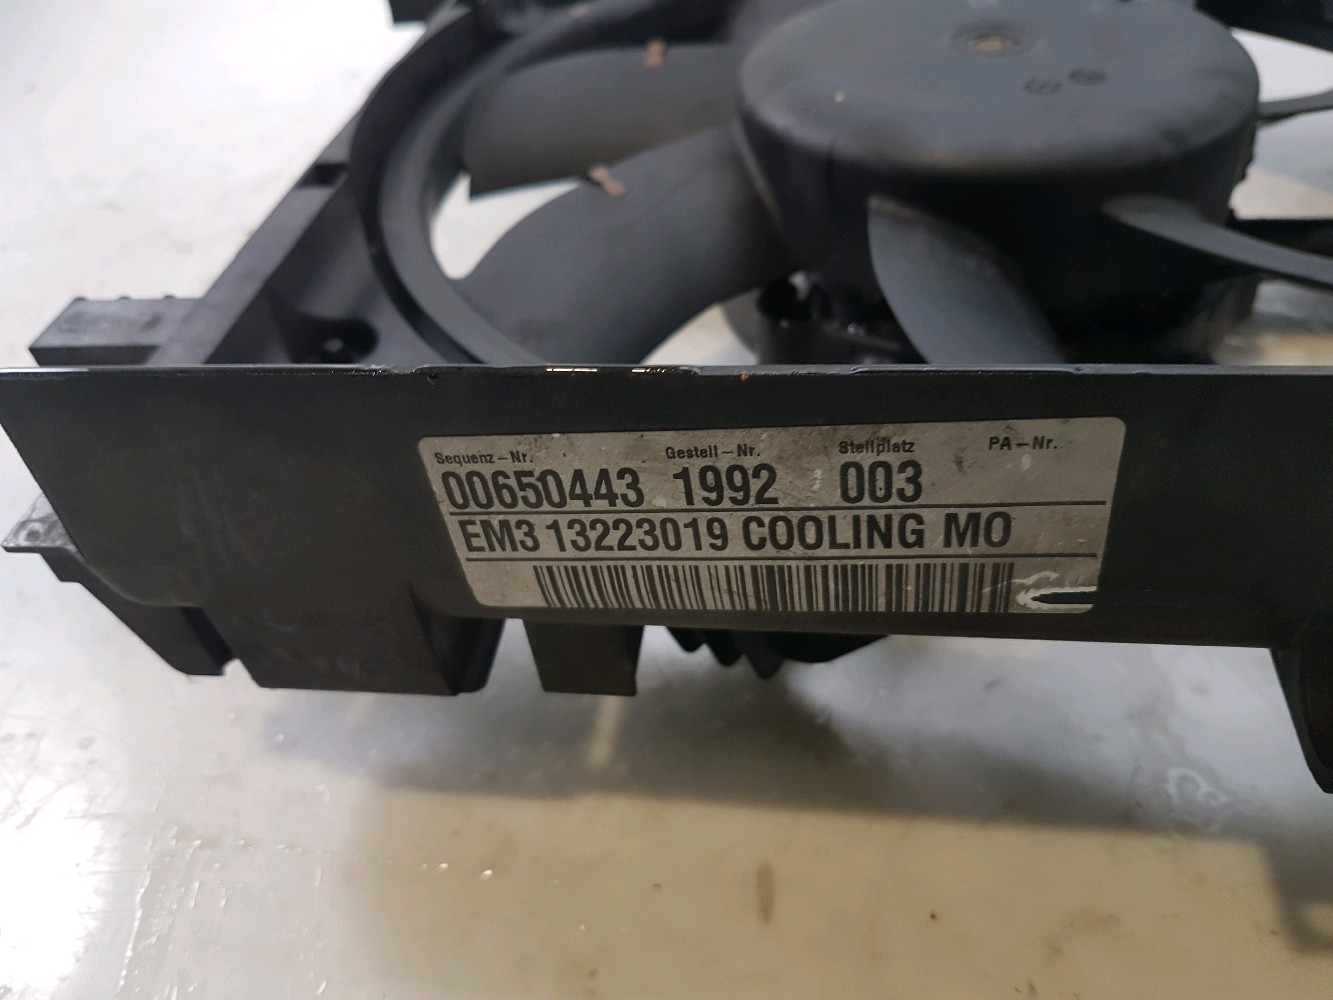 Sequenz-Nr. Gestell-Nr. Stellplatz PA-Nr.
00650443 1992 003
EM3 13223019 COOLING MO